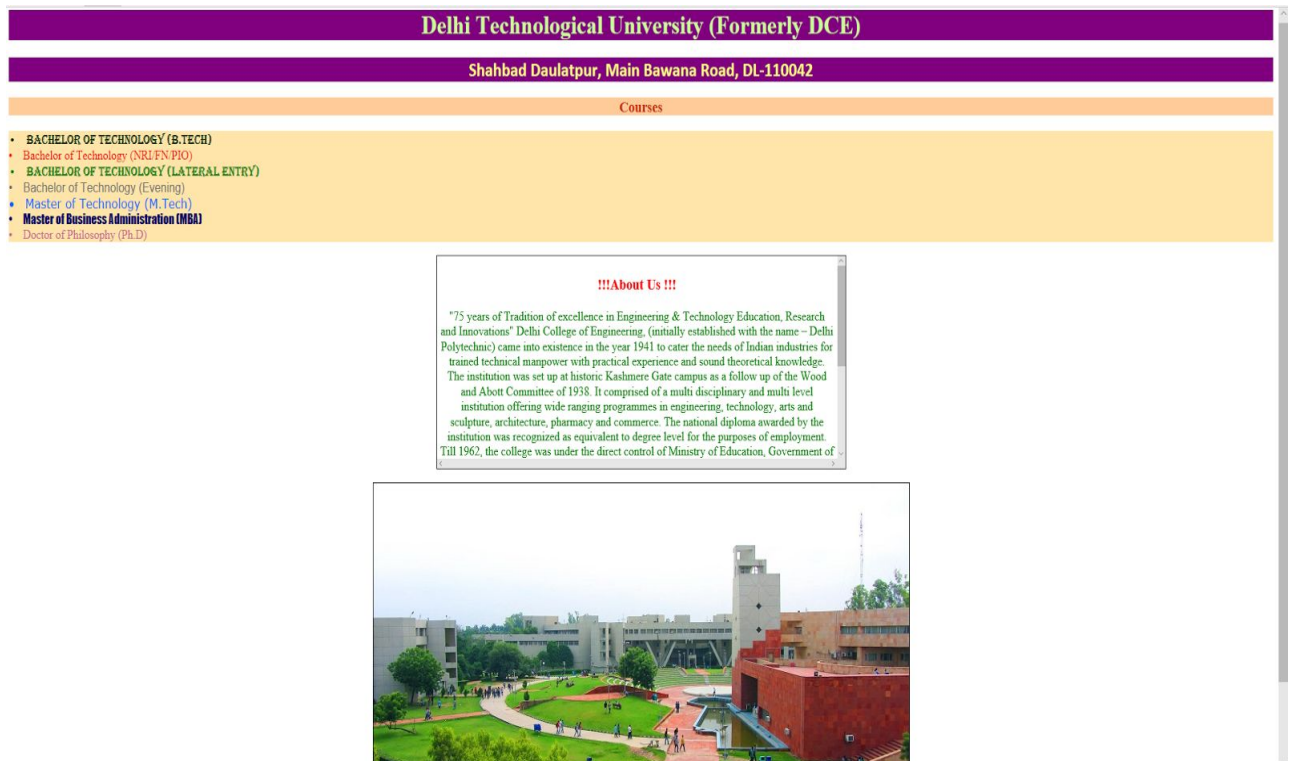 Delhi Technological University (Formerly DCE)
Shahbad Daulatpur, Main Bawana Road, DL-110042
Courses
• BACHELOR OF TECHNOLOGY (B.TECH)
• Bachelor of Technology (NRI/FN/PIO)
• BACHELOR OF TECHNOLOGY (LATERAL ENTRY)
• Bachelor of Technology (Evening)
• Master of Technology (M.Tech)
• Master of Business Administration (MBA)
• Doctor of Philosophy (Ph.D)
!!!About Us !!!
"75 years of Tradition of excellence in Engineering & Technology Education, Research
and Innovations" Delhi College of Engineering, (initially established with the name – Delhi
Polytechnic) came into existence in the year 1941 to cater the needs of Indian industries for
trained technical manpower with practical experience and sound theoretical knowledge.
The institution was set up at historic Kashmere Gate campus as a follow up of the Wood
and Abott Committee of 1938. It comprised of a multi disciplinary and multi level
institution offering wide ranging programmes in engineering, technology, arts and
sculpture, architecture, pharmacy and commerce. The national diploma awarded by the
institution was recognized as equivalent to degree level for the purposes of employment.
Till 1962, the college was under the direct control of Ministry of Education, Government of